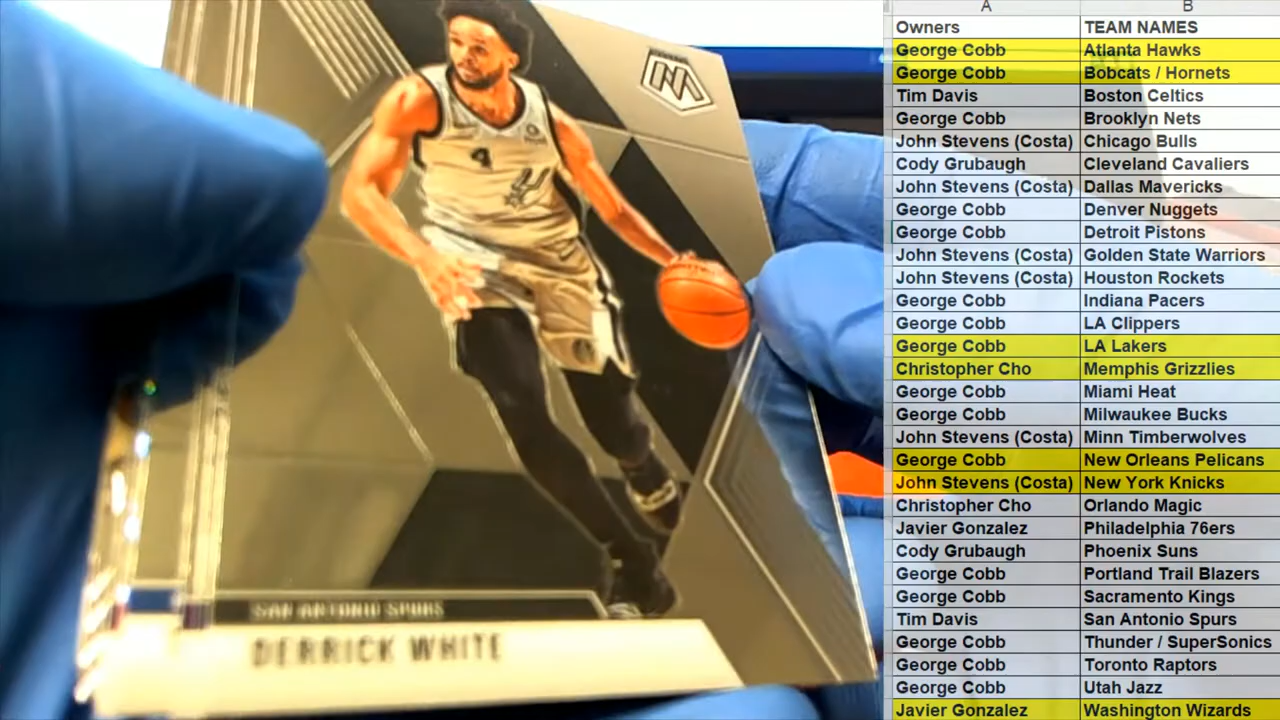 4
SAN ANTONIO SPURS
DERRICK WHITE
A B
Owners TEAM NAMES
George Cobb Atlanta Hawks
George Cobb Bobcats / Hornets
Tim Davis Boston Celtics
George Cobb Brooklyn Nets
John Stevens (Costa) Chicago Bulls
Cody Grubaugh Cleveland Cavaliers
John Stevens (Costa) Dallas Mavericks
George Cobb Denver Nuggets
George Cobb Detroit Pistons
John Stevens (Costa) Golden State Warriors
John Stevens (Costa) Houston Rockets
George Cobb Indiana Pacers
George Cobb LA Clippers
George Cobb LA Lakers
Christopher Cho Memphis Grizzlies
George Cobb Miami Heat
George Cobb Milwaukee Bucks
John Stevens (Costa) Minn Timberwolves
George Cobb New Orleans Pelicans
John Stevens (Costa) New York Knicks
Christopher Cho Orlando Magic
Javier Gonzalez Philadelphia 76ers
Cody Grubaugh Phoenix Suns
George Cobb Portland Trail Blazers
George Cobb Sacramento Kings
Tim Davis San Antonio Spurs
George Cobb Thunder / SuperSonics
George Cobb Toronto Raptors
George Cobb Utah Jazz
Javier Gonzalez Washington Wizards